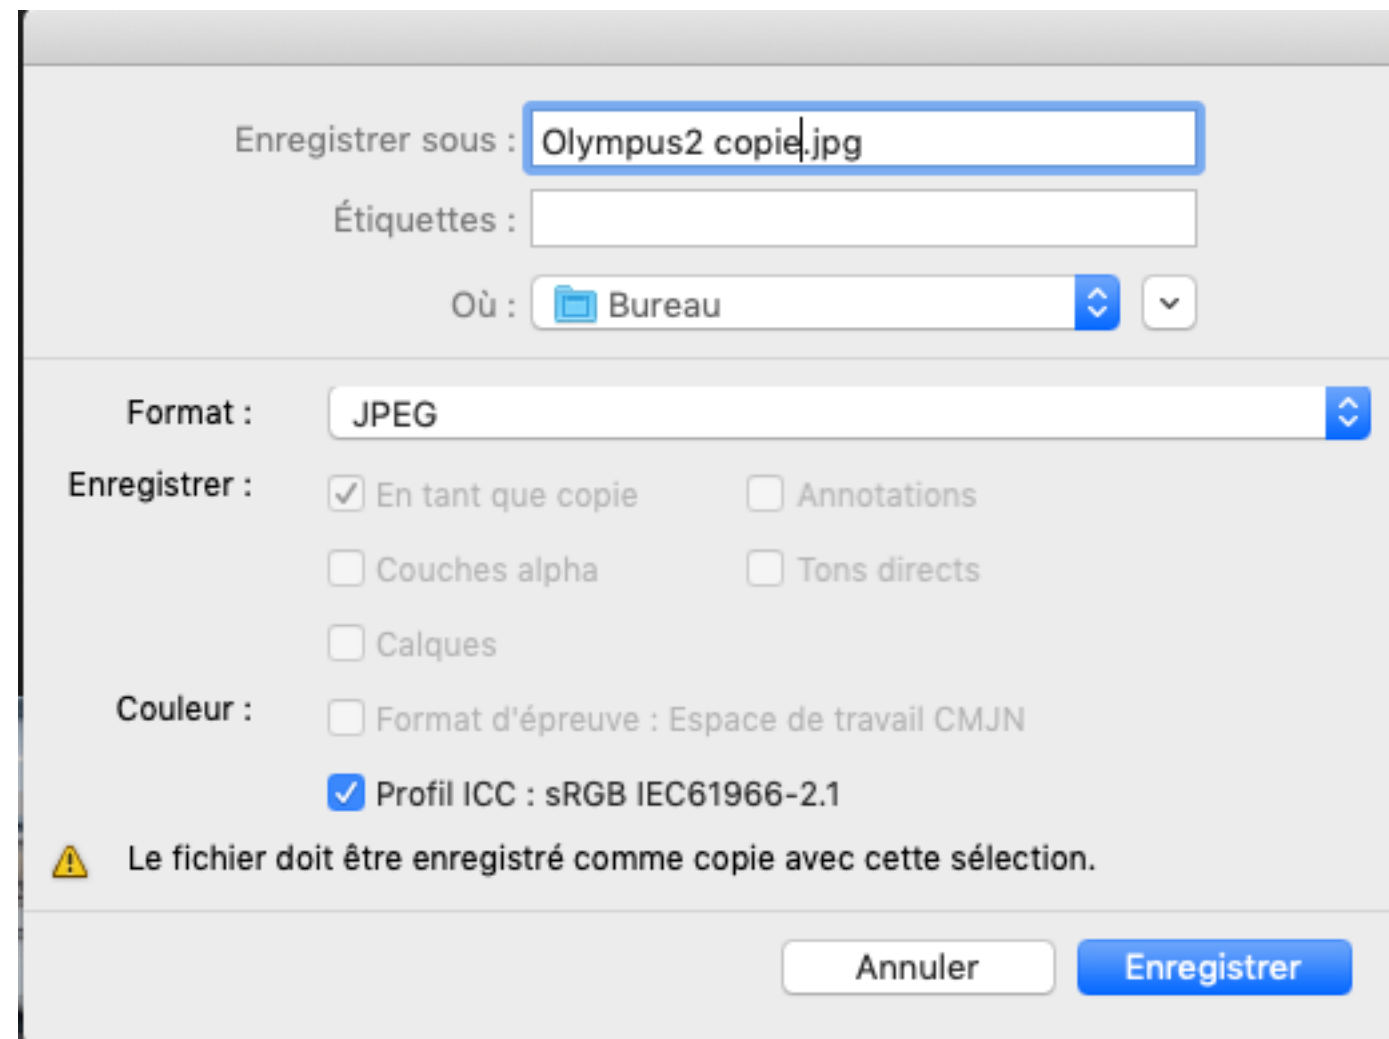 Enregistrer sous : Olympus2 copie.jpg
Étiquettes :
Où : Bureau
Format : JPEG
Enregistrer : En tant que copie Annotations
Couches alpha Tons directs
Calques
Couleur : Format d'épreuve : Espace de travail CMJN
Profil ICC : sRGB IEC61966-2.1
Le fichier doit être enregistré comme copie avec cette sélection.
Annuler Enregistrer